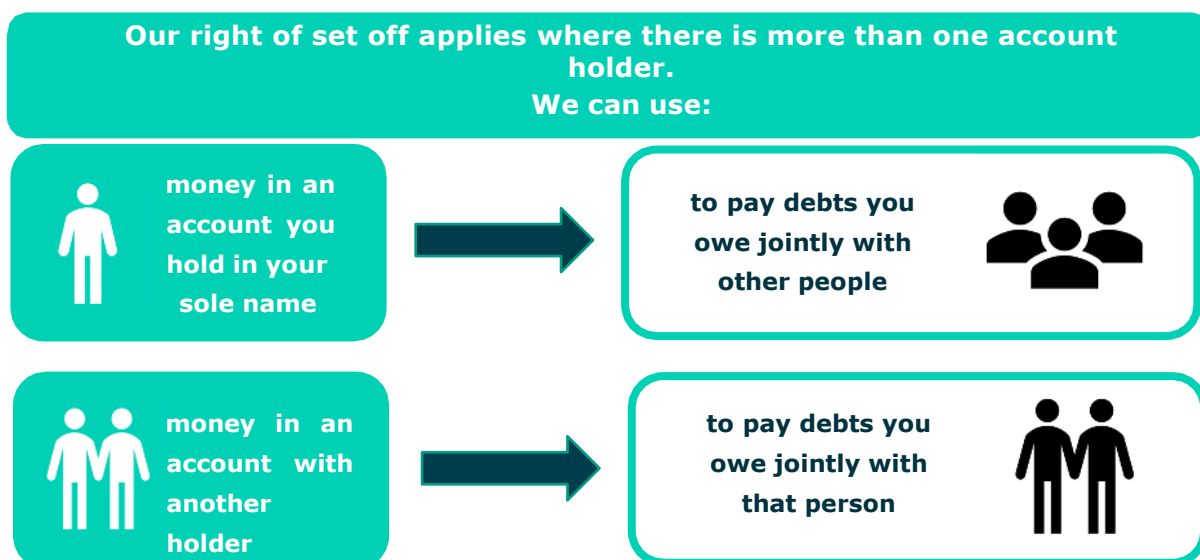 Our right of set off applies where there is more than one account
holder.
We can use:
money in an
account you
hold in your
sole name
to pay debts you
owe jointly with
other people
money in an
account with
another
holder
to pay debts you
owe jointly with
that person